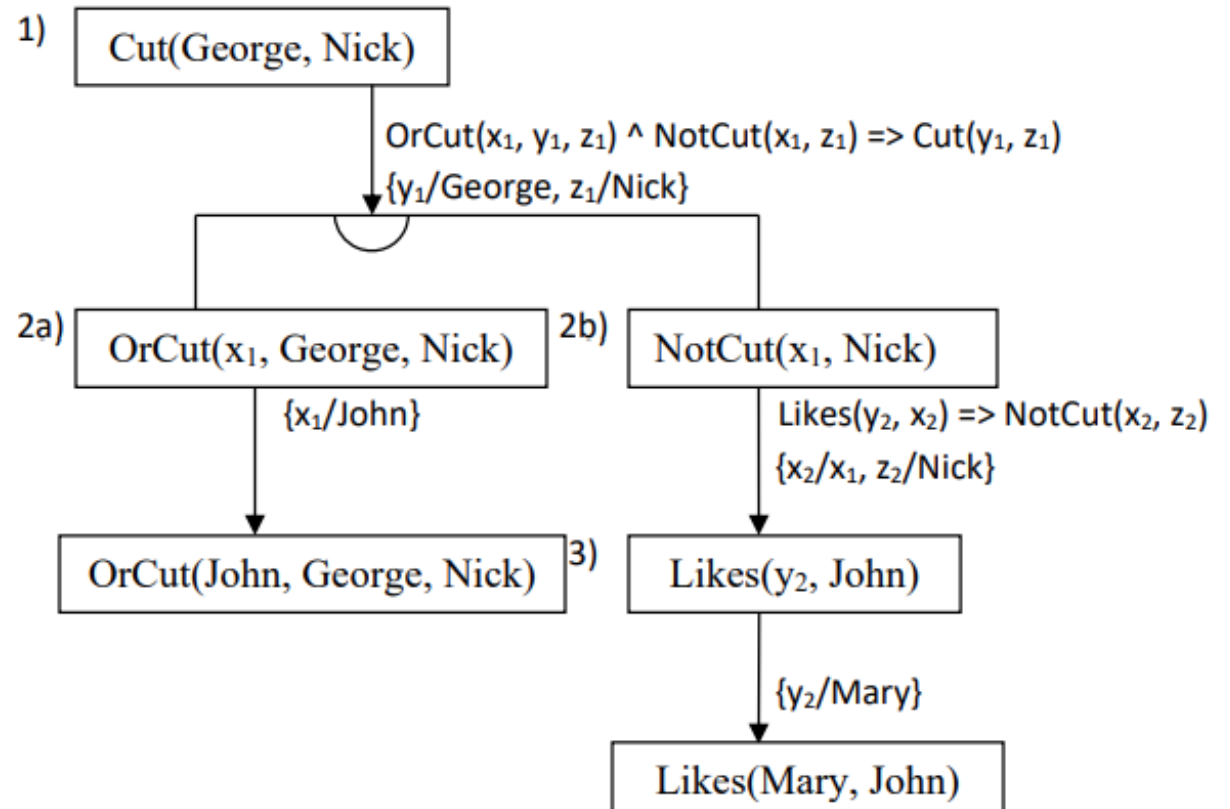 1)
Cut(George, Nick)
OrCut(x₁, y₁, z₁) ^ NotCut(x₁, z₁) => Cut(y₁, z₁)
{y₁/George, z₁/Nick}
2a)
OrCut(x₁, George, Nick)
2b)
NotCut(x₁, Nick)
{x₁/John}
Likes(y₂, x₂) => NotCut(x₂, z₂)
{x₂/x₁, z₂/Nick}
OrCut(John, George, Nick)
3)
Likes(y₂, John)
{y₂/Mary}
Likes(Mary, John)